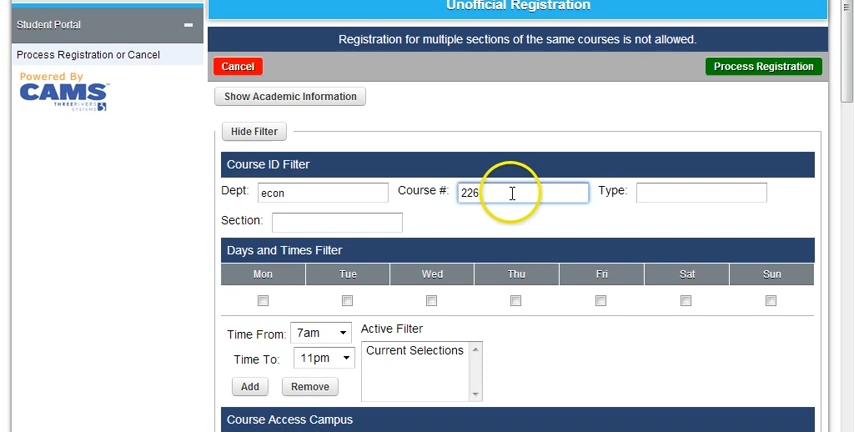 Unofficial Registration
Student Portal
Process Registration or Cancel
Powered By
CAMS
THREE RIVERS
SYSTEMS
Registration for multiple sections of the same courses is not allowed.
Cancel
Process Registration
Show Academic Information
Hide Filter
Course ID Filter
Dept: econ Course #: 226 Type:
Section:
Days and Times Filter
Mon Tue Wed Thu Fri Sat Sun
Time From: 7am Active Filter
Time To: 11pm Current Selections
Add Remove
Course Access Campus